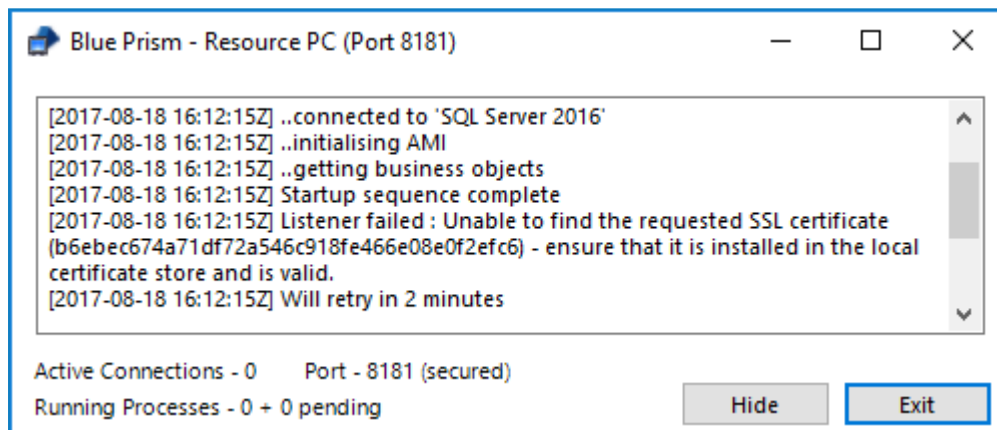 Blue Prism - Resource PC (Port 8181)
[2017-08-18 16:12:15Z] ..connected to 'SQL Server 2016'
[2017-08-18 16:12:15Z] ..initialising AMI
[2017-08-18 16:12:15Z] ..getting business objects
[2017-08-18 16:12:15Z] Startup sequence complete
[2017-08-18 16:12:15Z] Listener failed : Unable to find the requested SSL certificate
(b6ebec674a71df72a546c918fe466e08e0f2efc6) - ensure that it is installed in the local
certificate store and is valid.
[2017-08-18 16:12:15Z] Will retry in 2 minutes
Active Connections - 0 Port - 8181 (secured)
Running Processes - 0 + 0 pending
Hide Exit